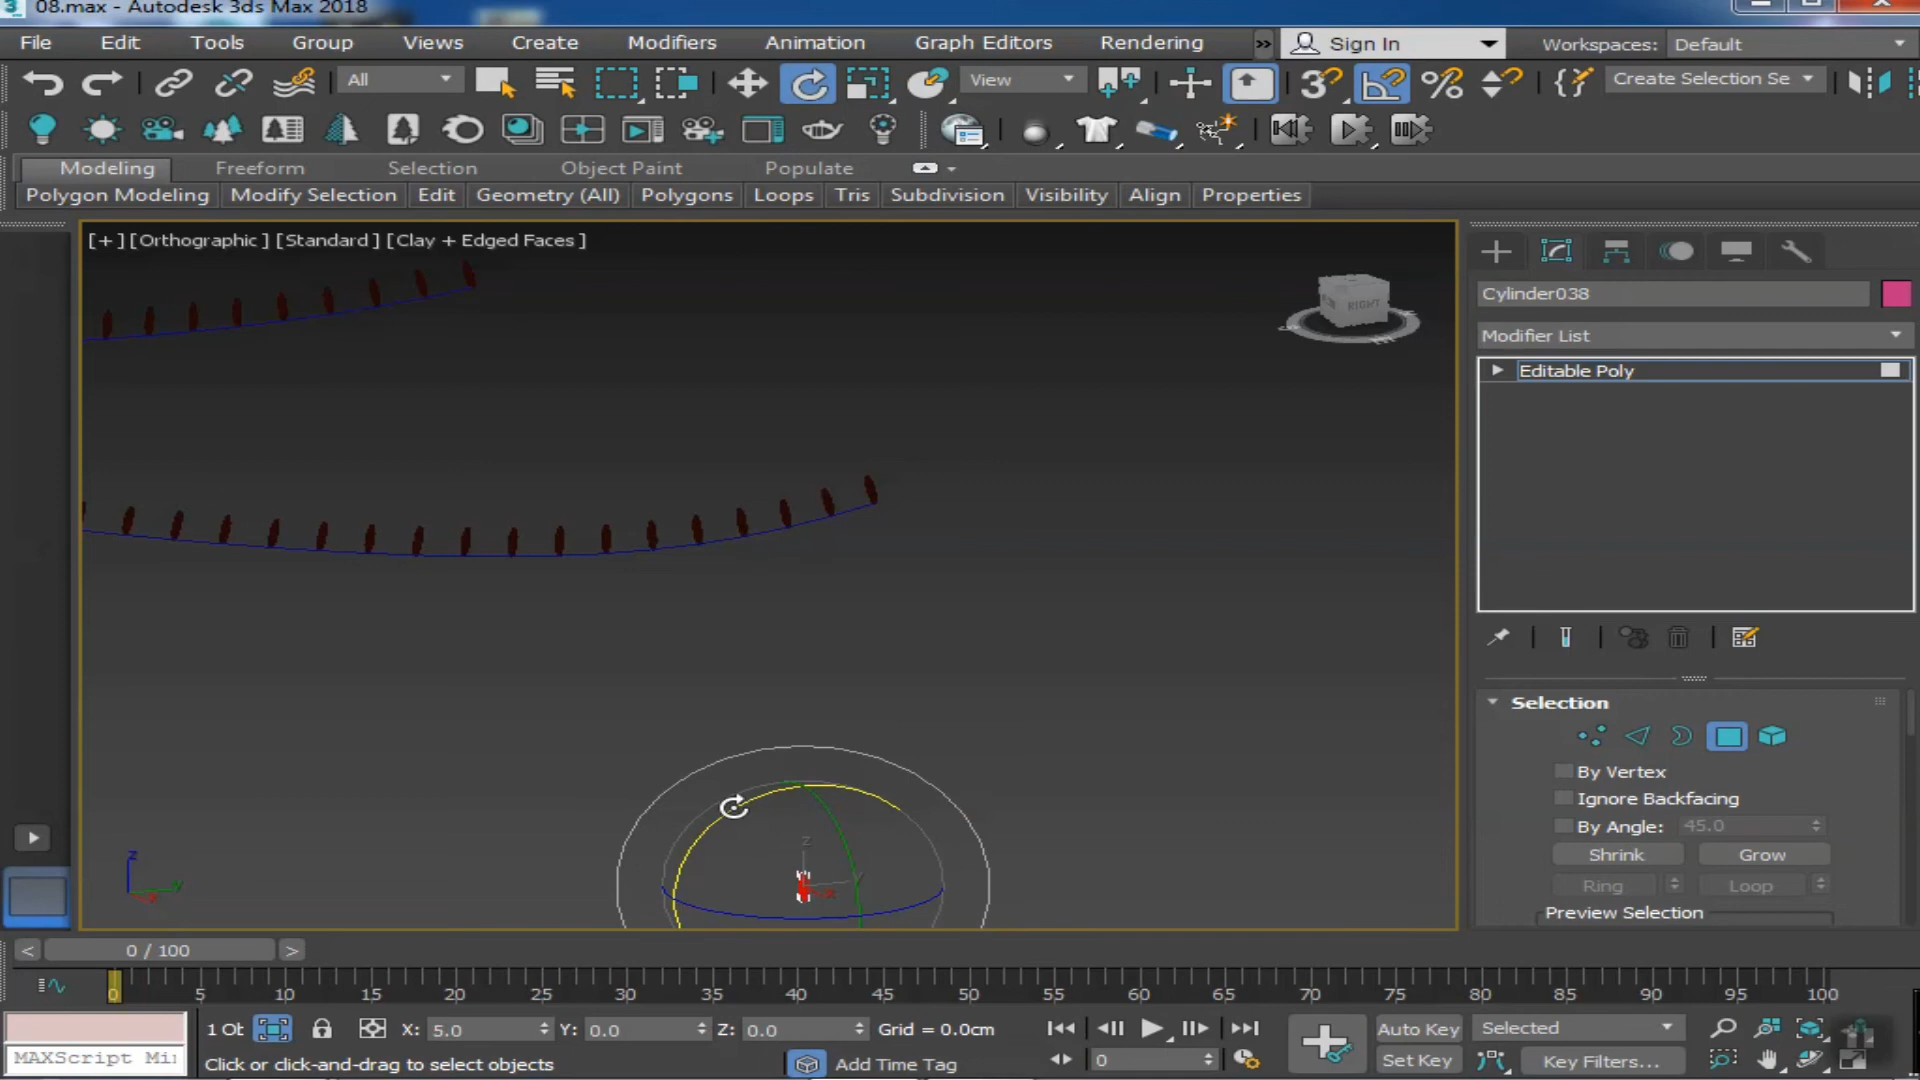 08.max - Autodesk 3ds Max 2018
File Edit Tools Group Views Create Modifiers Animation Graph Editors Rendering Sign In Workspaces: Default
All View Create Selection Se
Modeling Freeform Selection Object Paint Populate
Polygon Modeling Modify Selection Edit Geometry (All) Polygons Loops Tris Subdivision Visibility Align Properties
[+] [Orthographic ] [Standard ] [Clay + Edged Faces ]
RIGHT
Cylinder038
Modifier List
Editable Poly
Selection
By Vertex
Ignore Backfacing
By Angle: 45.0
Shrink Grow
Ring Loop
Preview Selection
z y x
z y x
< 0 / 100 >
0 5 10 15 20 25 30 35 40 45 50 55 60 65 70 75 80 85 90 95 100
1 Ob X: 5.0 Y: 0.0 Z: 0.0 Grid = 0.0cm Auto Key Selected
MAXScript Mi Click or click-and-drag to select objects Add Time Tag 0 Set Key Key Filters...